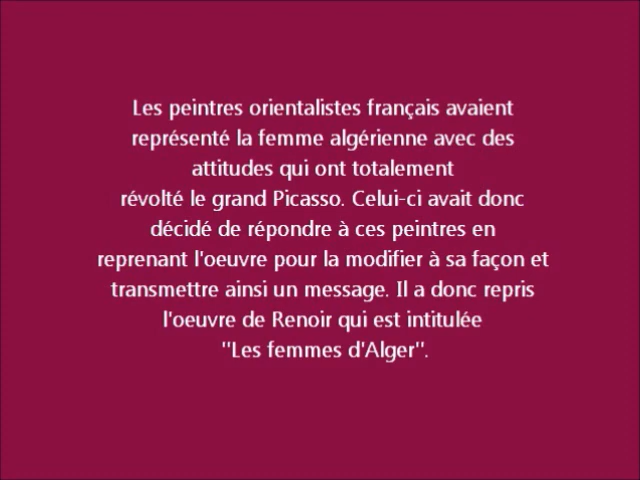 Les peintres orientalistes français avaient
représenté la femme algérienne avec des
attitudes qui ont totalement
révolté le grand Picasso. Celui-ci avait donc
décidé de répondre à ces peintres en
reprenant l'oeuvre pour la modifier à sa façon et
transmettre ainsi un message. Il a donc repris
l'oeuvre de Renoir qui est intitulée
"Les femmes d'Alger".